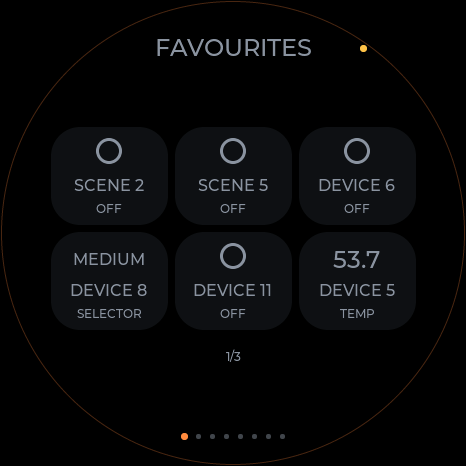 FAVOURITES
SCENE 2
OFF
SCENE 5
OFF
DEVICE 6
OFF
MEDIUM
DEVICE 8
SELECTOR
DEVICE 11
OFF
53.7
DEVICE 5
TEMP
1/3